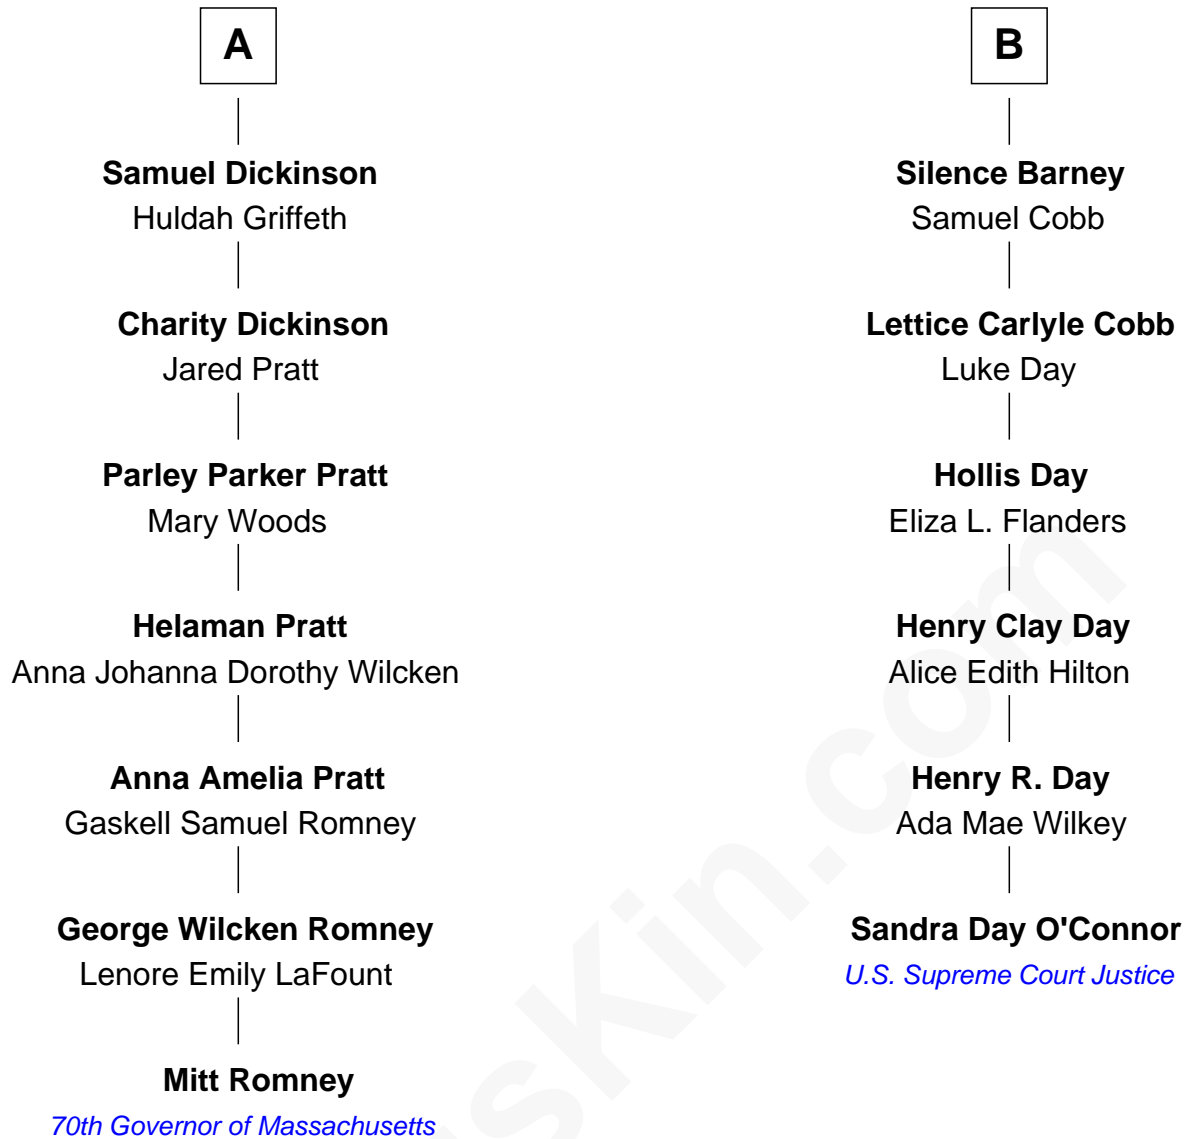 A
Samuel Dickinson
Huldah Griffeth
Charity Dickinson
Jared Pratt
Parley Parker Pratt
Mary Woods
Helaman Pratt
Anna Johanna Dorothy Wilcken
Anna Amelia Pratt
Gaskell Samuel Romney
George Wilcken Romney
Lenore Emily LaFount
Mitt Romney
70th Governor of Massachusetts
B
Silence Barney
Samuel Cobb
Lettice Carlyle Cobb
Luke Day
Hollis Day
Eliza L. Flanders
Henry Clay Day
Alice Edith Hilton
Henry R. Day
Ada Mae Wilkey
Sandra Day O'Connor
U.S. Supreme Court Justice
sKin.com